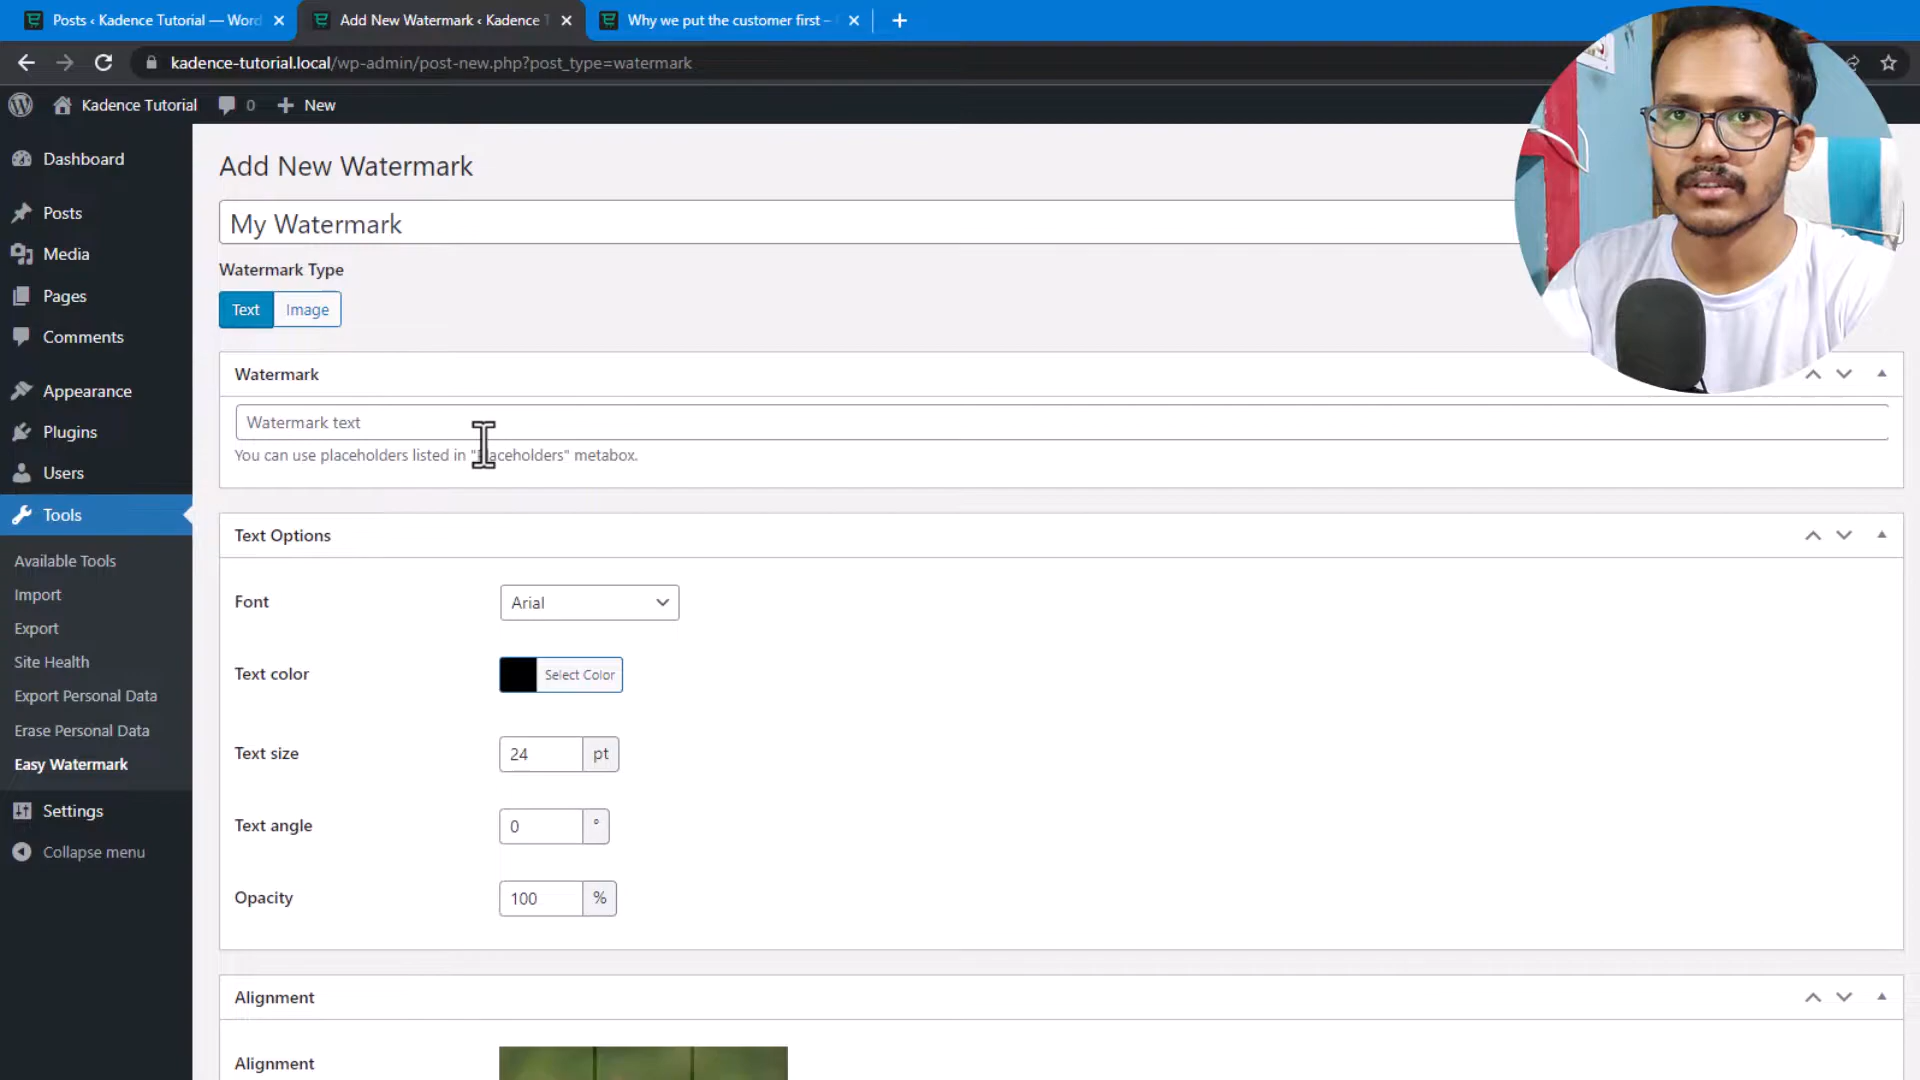 Posts ‹ Kadence Tutorial — Word
Add New Watermark ‹ Kadence T
Why we put the customer first –
kadence-tutorial.local/wp-admin/post-new.php?post_type=watermark
Kadence Tutorial
0
New
Dashboard
Posts
Media
Pages
Comments
Appearance
Plugins
Users
Tools
Available Tools
Import
Export
Site Health
Export Personal Data
Erase Personal Data
Easy Watermark
Settings
Collapse menu
Add New Watermark
My Watermark
Watermark Type
Text
Image
Watermark
Watermark text
You can use placeholders listed in "Placeholders" metabox.
Text Options
Font
Arial
Text color
Select Color
Text size
24
pt
Text angle
0
°
Opacity
100
%
Alignment
Alignment